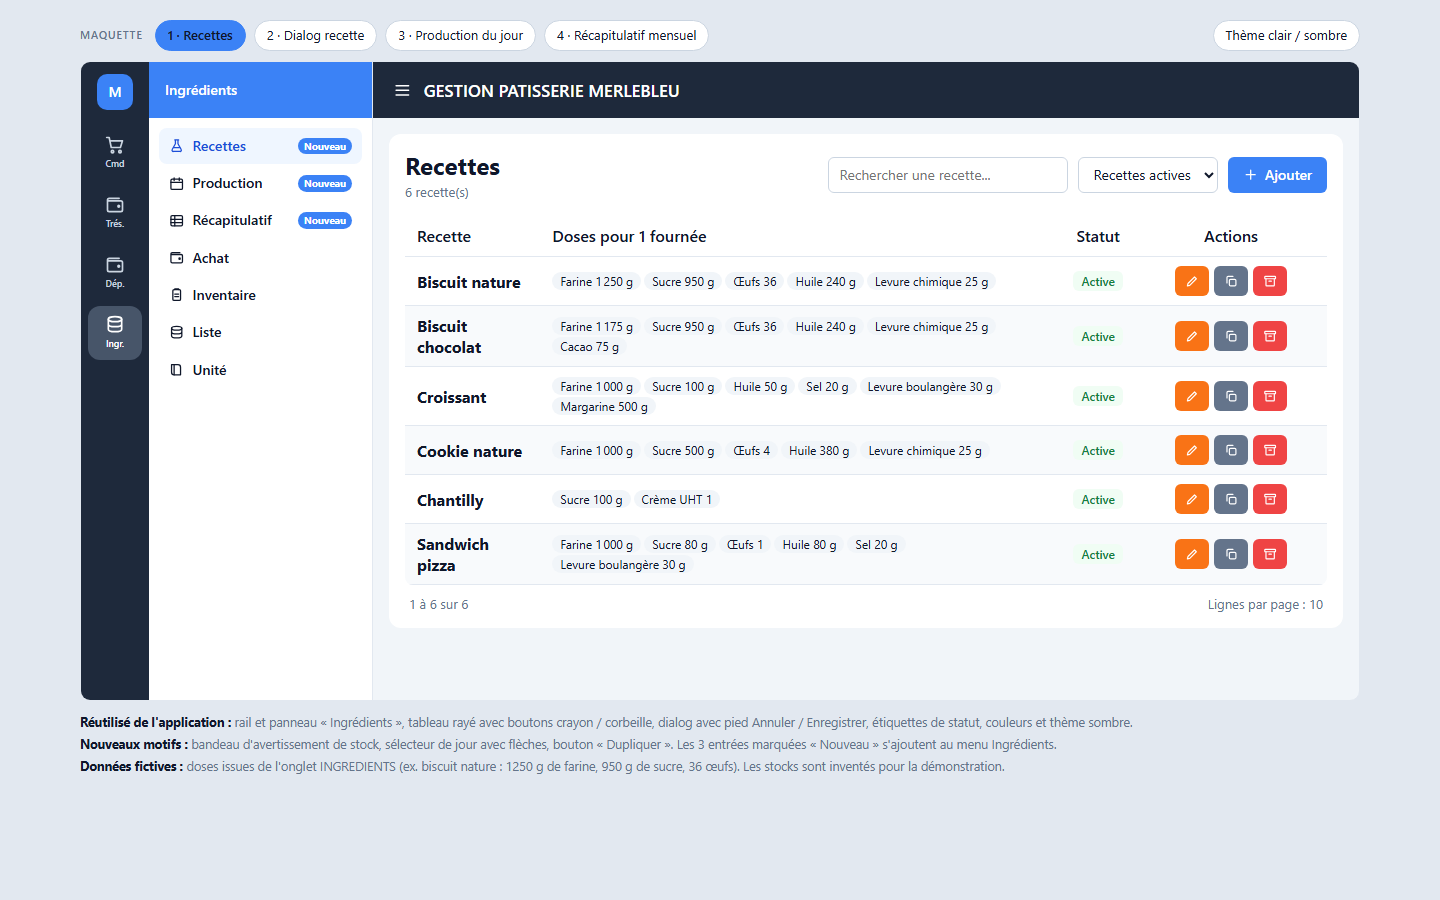 MAQUETTE 1 · Recettes 2 · Dialog recette 3 · Production du jour 4 · Récapitulatif mensuel Thème clair / sombre
M Ingrédients GESTION PATISSERIE MERLEBLEU
Cmd
Trés.
Dép.
Ingr.
Recettes Nouveau
Production Nouveau
Récapitulatif Nouveau
Achat
Inventaire
Liste
Unité
Recettes
6 recette(s)
Rechercher une recette... Recettes actives Ajouter
Recette Doses pour 1 fournée Statut Actions
Biscuit nature Farine 1 250 g Sucre 950 g Œufs 36 Huile 240 g Levure chimique 25 g Active
Biscuit chocolat Farine 1 175 g Sucre 950 g Œufs 36 Huile 240 g Levure chimique 25 g Active
Cacao 75 g
Croissant Farine 1 000 g Sucre 100 g Huile 50 g Sel 20 g Levure boulangère 30 g Active
Margarine 500 g
Cookie nature Farine 1 000 g Sucre 500 g Œufs 4 Huile 380 g Levure chimique 25 g Active
Chantilly Sucre 100 g Crème UHT 1 Active
Sandwich pizza Farine 1 000 g Sucre 80 g Œufs 1 Huile 80 g Sel 20 g Active
Levure boulangère 30 g
1 à 6 sur 6 Lignes par page : 10
Réutilisé de l'application : rail et panneau « Ingrédients », tableau rayé avec boutons crayon / corbeille, dialog avec pied Annuler / Enregistrer, étiquettes de statut, couleurs et thème sombre.
Nouveaux motifs : bandeau d'avertissement de stock, sélecteur de jour avec flèches, bouton « Dupliquer ». Les 3 entrées marquées « Nouveau » s'ajoutent au menu Ingrédients.
Données fictives : doses issues de l'onglet INGREDIENTS (ex. biscuit nature : 1250 g de farine, 950 g de sucre, 36 œufs). Les stocks sont inventés pour la démonstration.